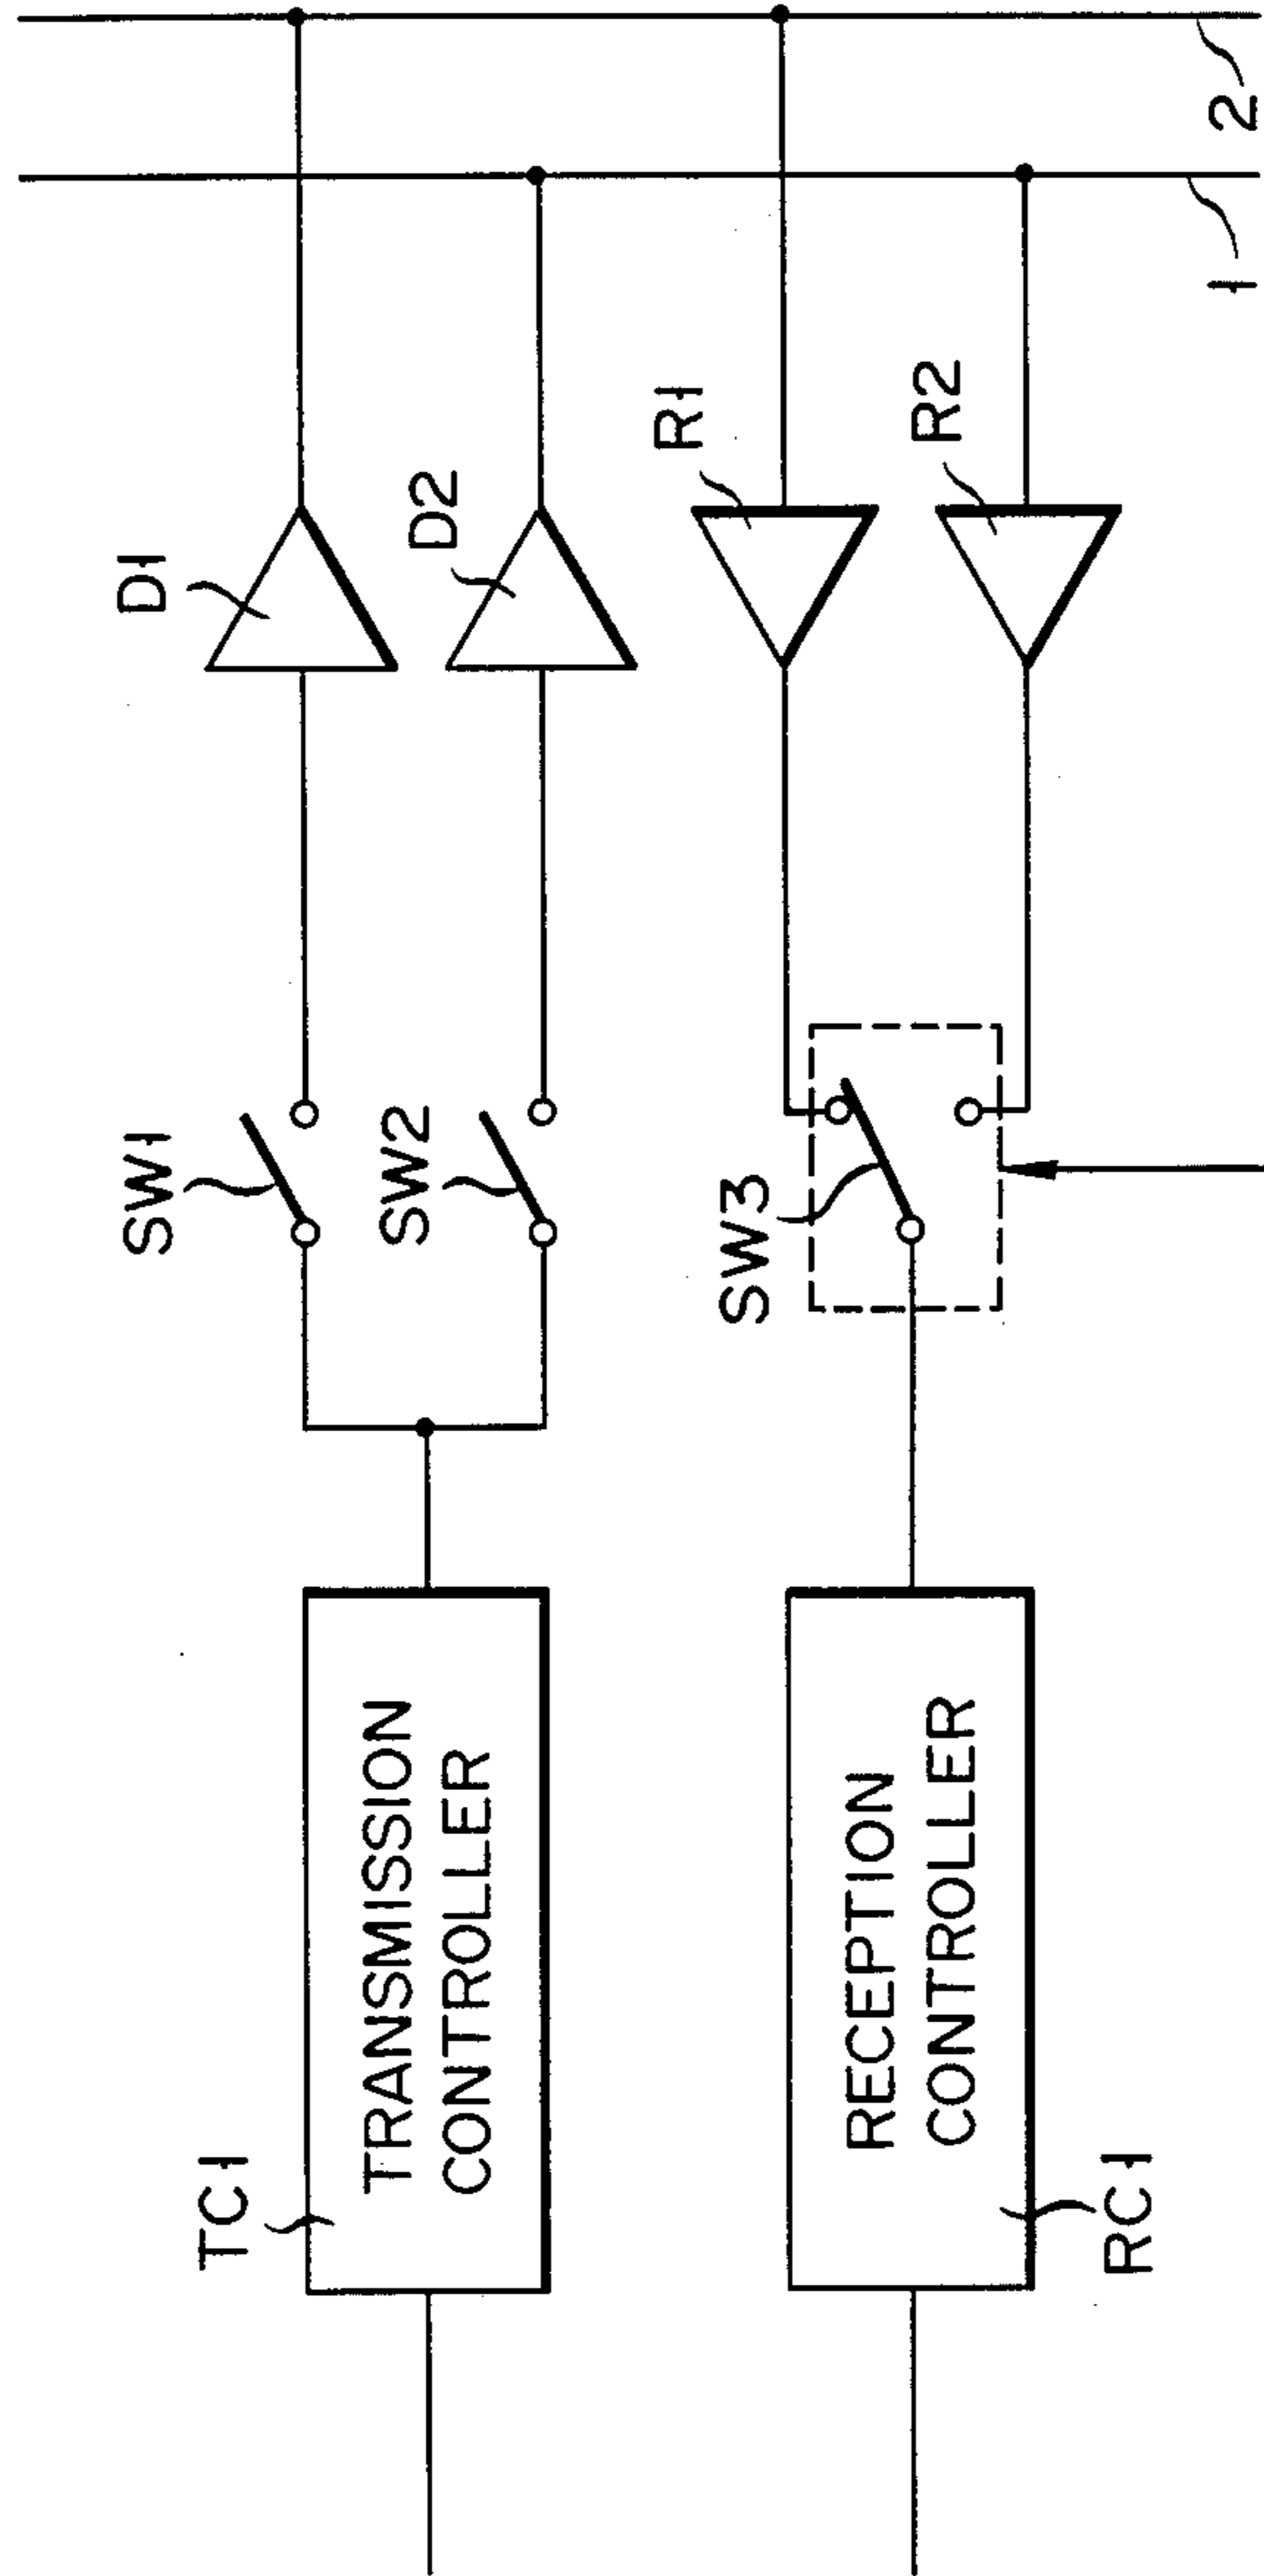 TC1
TRANSMISSION
CONTROLLER
SW1
D1
SW2
D2
2
1
SW3
R1
R2
RECEPTION
CONTROLLER
RC1